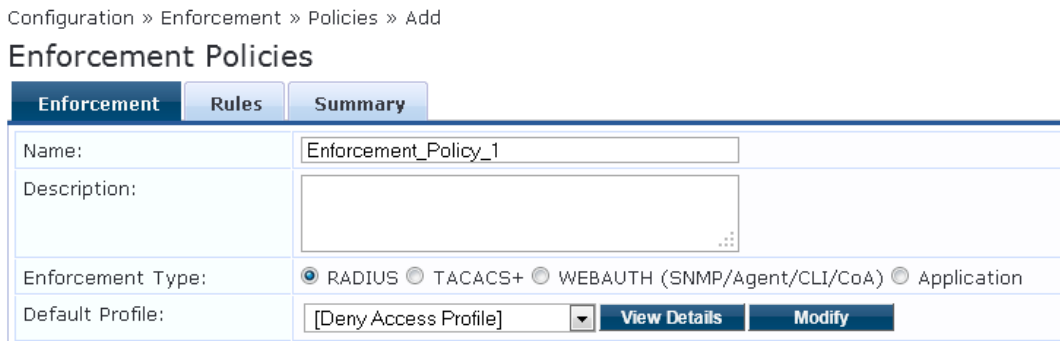 Configuration » Enforcement » Policies » Add
Enforcement Policies
Enforcement Rules Summary
Name: Enforcement_Policy_1
Description:
Enforcement Type: RADIUS TACACS+ WEBAUTH (SNMP/Agent/CLI/CoA) Application
Default Profile: [Deny Access Profile] View Details Modify